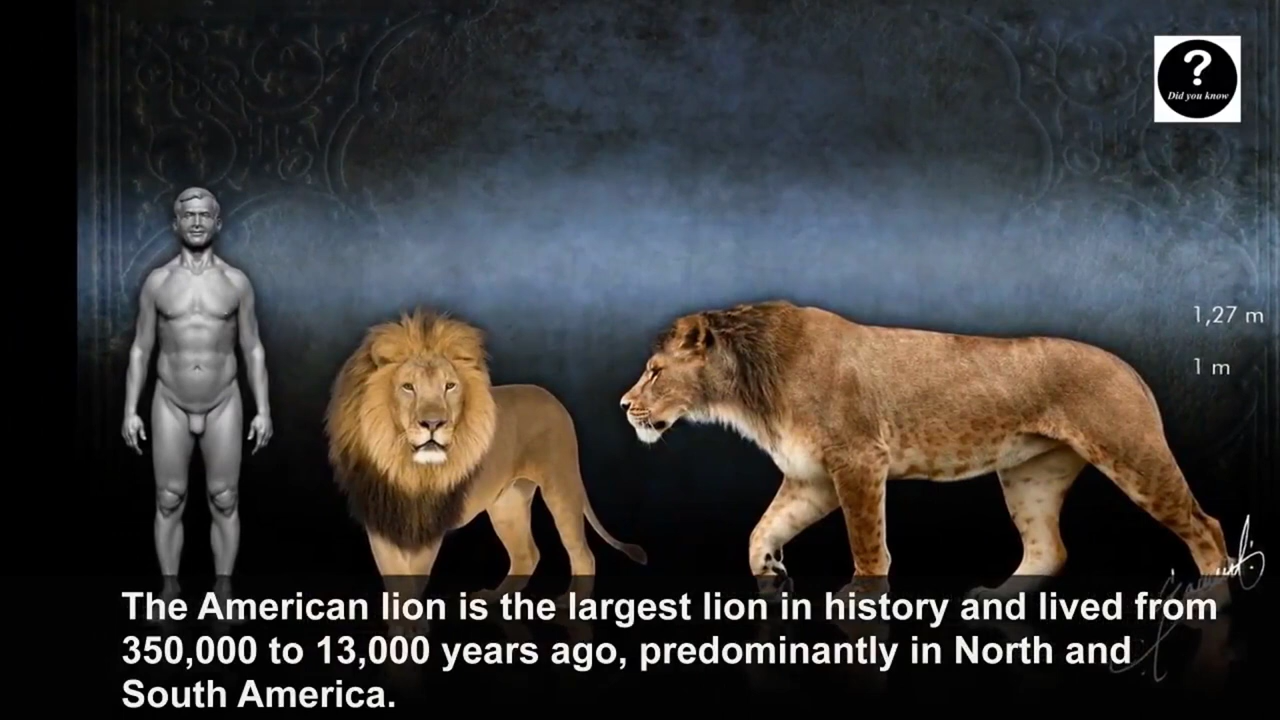 ?
Did you know
1,27 m
1 m
The American lion is the largest lion in history and lived from
350,000 to 13,000 years ago, predominantly in North and
South America.